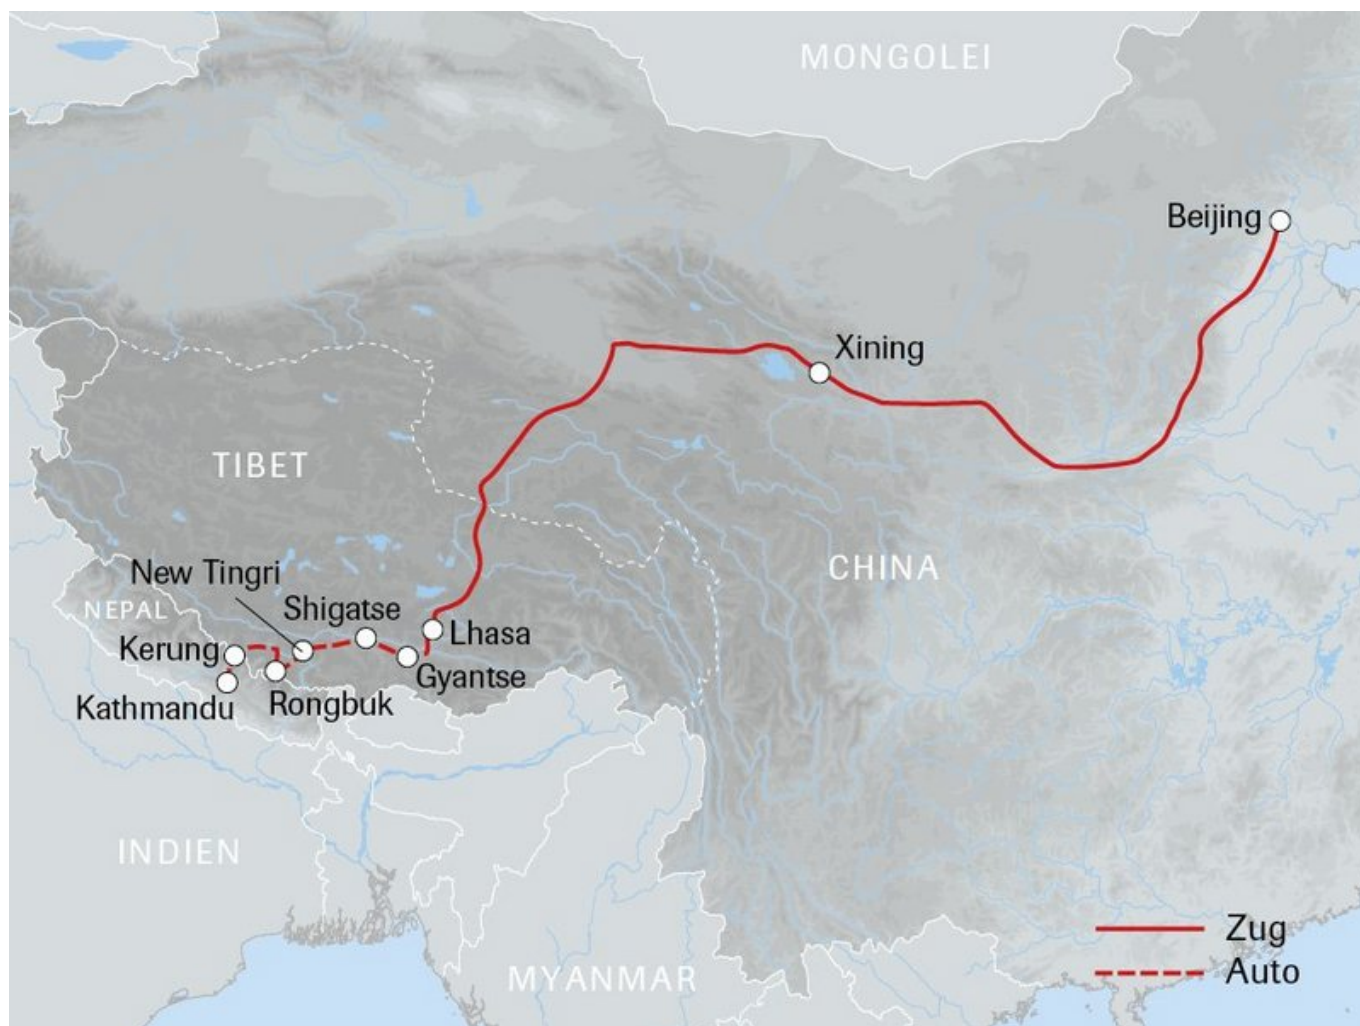 MONGOLEI
Beijing
Xining
TIBET
CHINA
New Tingri
Shigatse
NEPAL
Lhasa
Kerung
Gyantse
Kathmandu
Rongbuk
INDIEN
Zug
MYANMAR
Auto